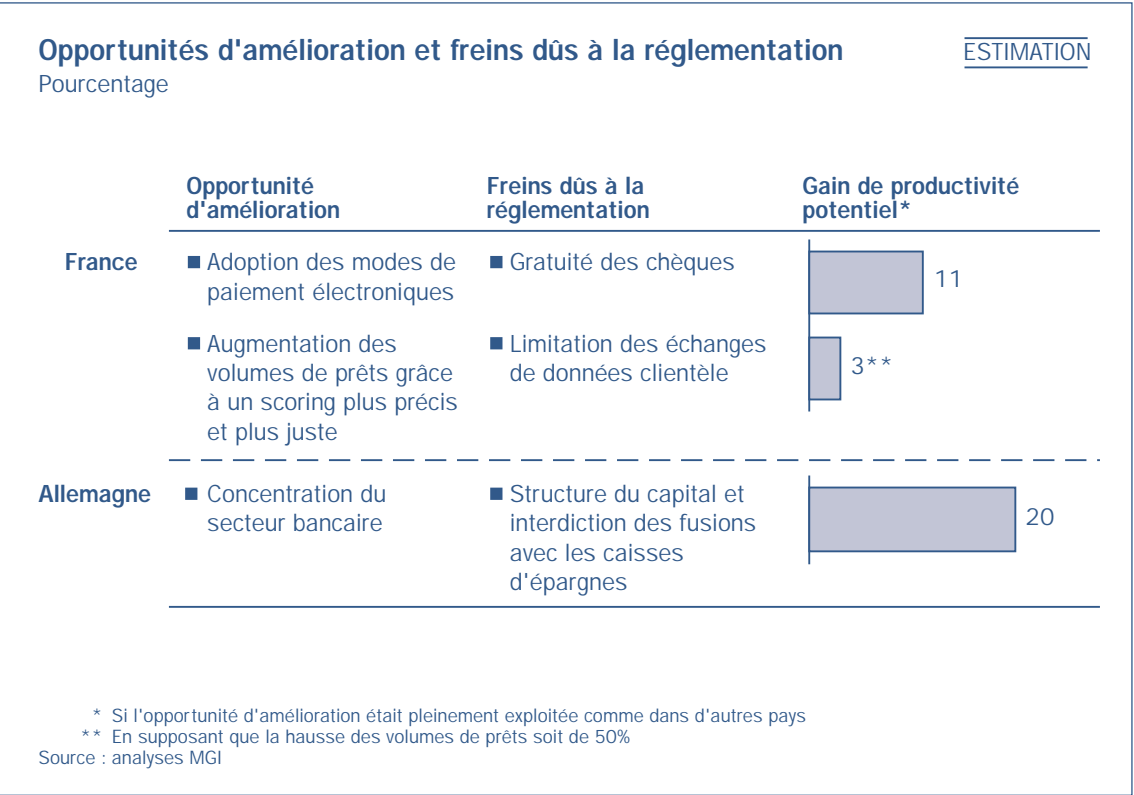 Opportunités d'amélioration et freins dûs à la réglementation
ESTIMATION
Pourcentage
Opportunité
d'amélioration
Freins dûs à la
réglementation
Gain de productivité
potentiel*
France
■ Adoption des modes de
paiement électroniques
■ Gratuité des chèques
11
■ Augmentation des
volumes de prêts grâce
à un scoring plus précis
et plus juste
■ Limitation des échanges
de données clientèle
3**
Allemagne
■ Concentration du
secteur bancaire
■ Structure du capital et
interdiction des fusions
avec les caisses
d'épargnes
20
* Si l'opportunité d'amélioration était pleinement exploitée comme dans d'autres pays
** En supposant que la hausse des volumes de prêts soit de 50%
Source : analyses MGI